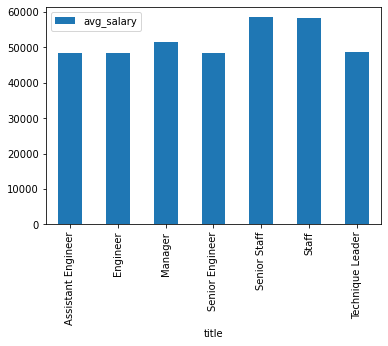 avg_salary
60000
50000
40000
30000
20000
10000
0
Assistant Engineer
Engineer
Manager
Senior Engineer
Senior Staff
Staff
Technique Leader
title